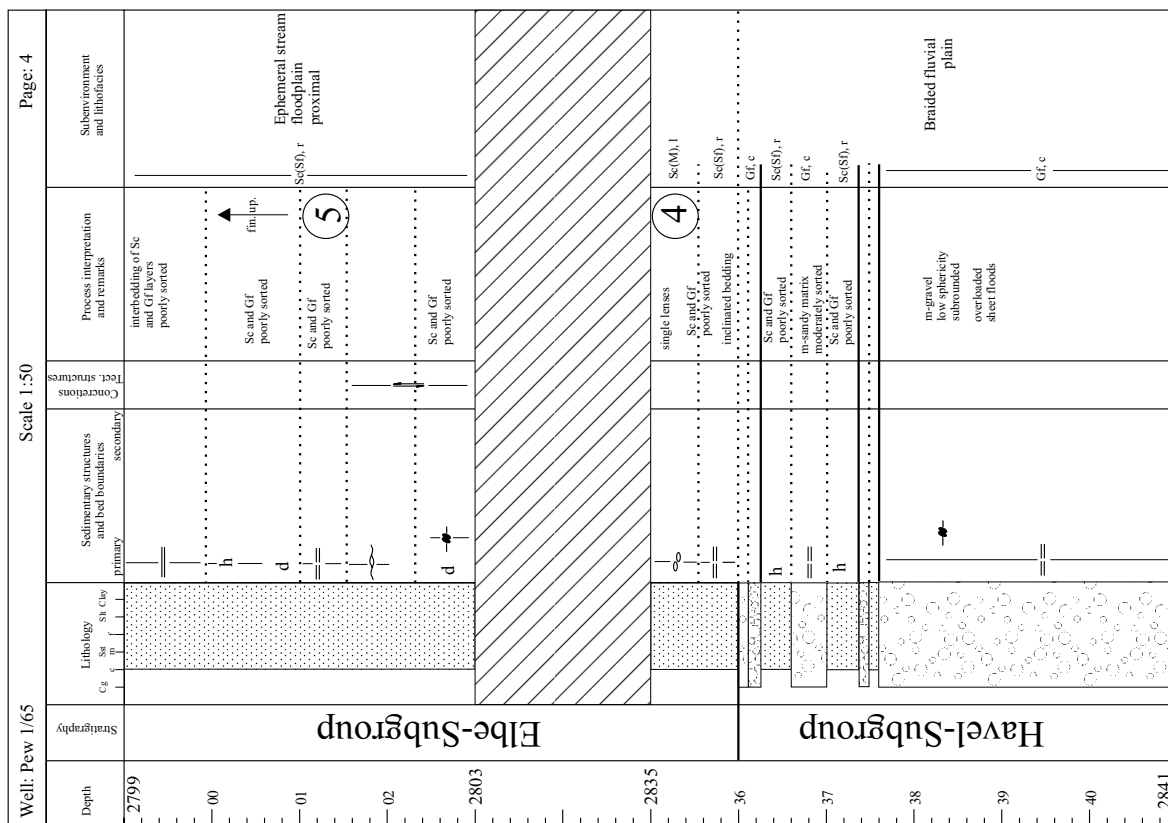 Well: Pew 1/65
Scale 1:50
Page: 4
Depth
Stratigraphy
Lithology
Cg
c
Sst
m
f
Slt
Clay
Sedimentary structures
and bed boundaries
primary
secondary
Concretions
Tect. structures
Process interpretation
and remarks
Subenvironment
and lithofacies
2799
00
01
02
2803
2835
36
37
38
39
40
2841
Elbe-Subgroup
Havel-Subgroup
h
d
d
h
h
interbedding of Sc
and Gf layers
poorly sorted
Sc and Gf
poorly sorted
fin. up.
Sc and Gf
poorly sorted
5
Sc and Gf
poorly sorted
single lenses
4
Sc and Gf
poorly sorted
inclinated bedding
Sc and Gf
poorly sorted
m-sandy matrix
moderately sorted
Sc and Gf
poorly sorted
m-gravel
low sphericity
subrounded
overloaded
sheet floods
Sc(Sf), r
Ephemeral stream
floodplain
proximal
Sc(M), l
Sc(Sf), r
Gf, c
Sc(Sf), r
Gf, c
Sc(Sf), r
Gf, c
Braided fluvial
plain